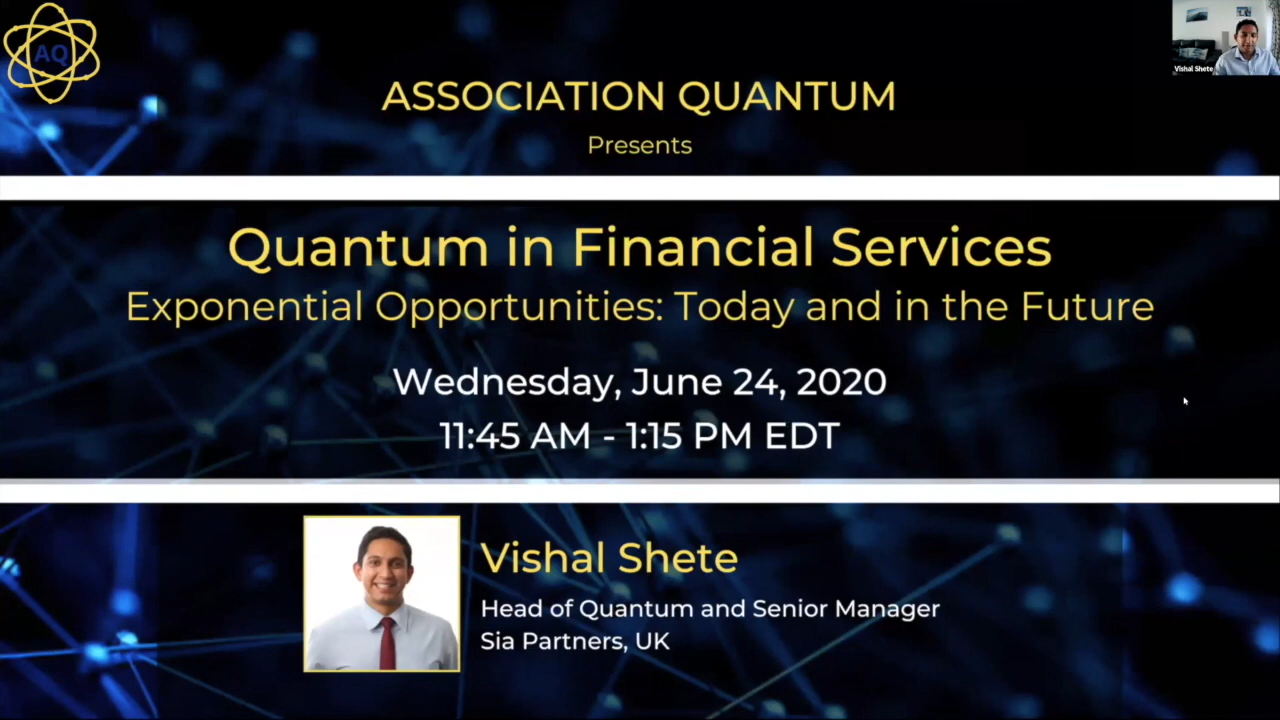 AQ
Vishal Shete
ASSOCIATION QUANTUM
Presents
Quantum in Financial Services
Exponential Opportunities: Today and in the Future
Wednesday, June 24, 2020
11:45 AM - 1:15 PM EDT
Vishal Shete
Head of Quantum and Senior Manager
Sia Partners, UK